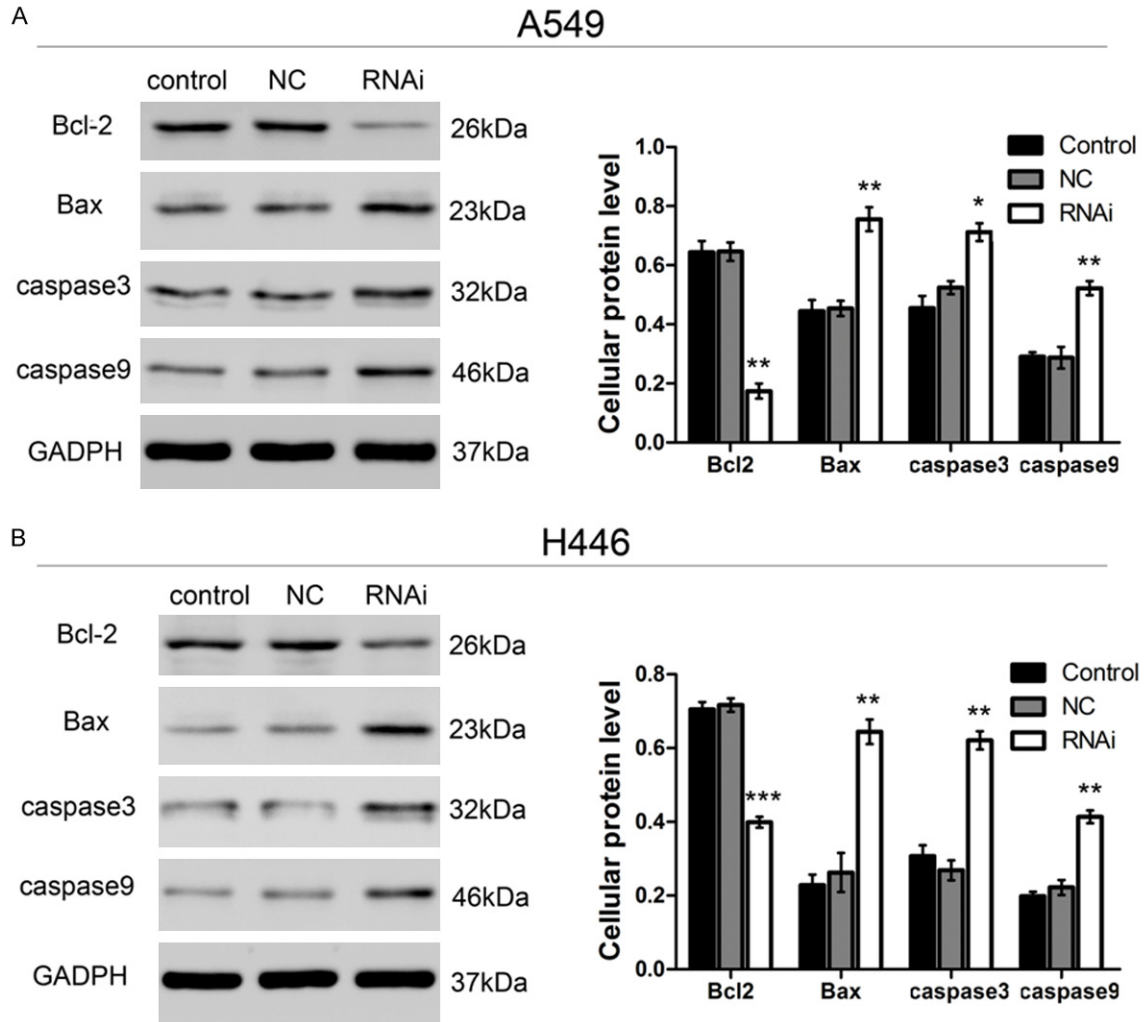 A
A549
control NC RNAi
Bcl-2 26kDa
Bax 23kDa
caspase3 32kDa
caspase9 46kDa
GADPH 37kDa
Cellular protein level
1.0
0.8
0.6
0.4
0.2
0.0
Control
NC
RNAi
** ** * **
Bcl2 Bax caspase3 caspase9
B
H446
control NC RNAi
Bcl-2 26kDa
Bax 23kDa
caspase3 32kDa
caspase9 46kDa
GADPH 37kDa
Cellular protein level
0.8
0.6
0.4
0.2
0.0
Control
NC
RNAi
*** ** ** **
Bcl2 Bax caspase3 caspase9